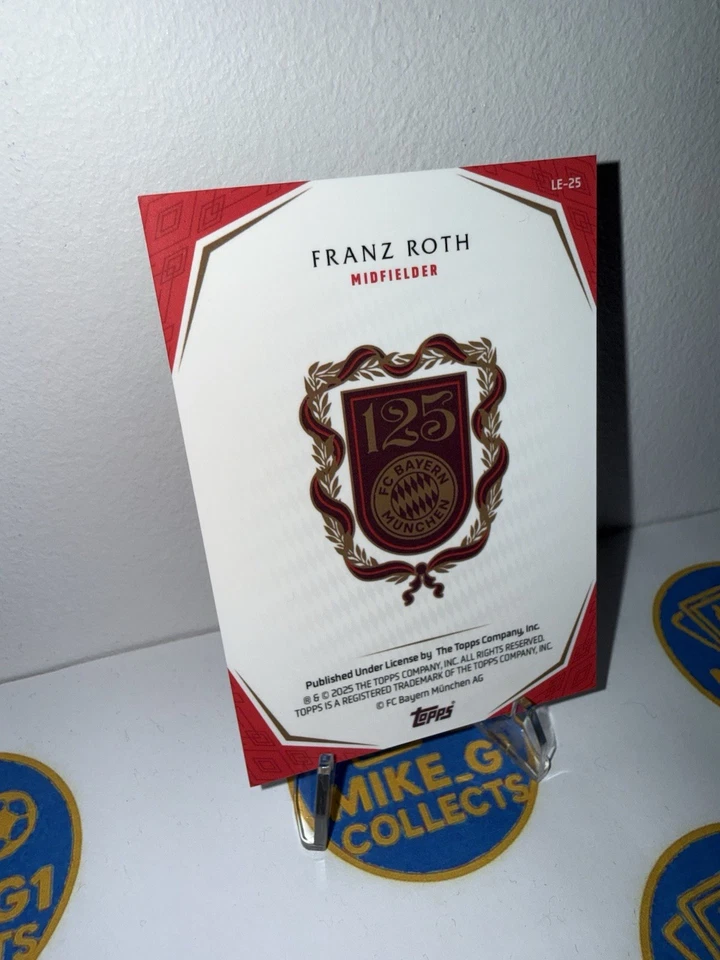 LE-25
FRANZ ROTH
MIDFIELDER
125
FC BAYERN
MÜNCHEN
Published Under License by The Topps Company, Inc.
® & © 2025 THE TOPPS COMPANY, INC. ALL RIGHTS RESERVED.
TOPPS IS A REGISTERED TRADEMARK OF THE TOPPS COMPANY, INC.
© FC Bayern München AG
topps
MIKE_G
COLLECTS
G1
TS